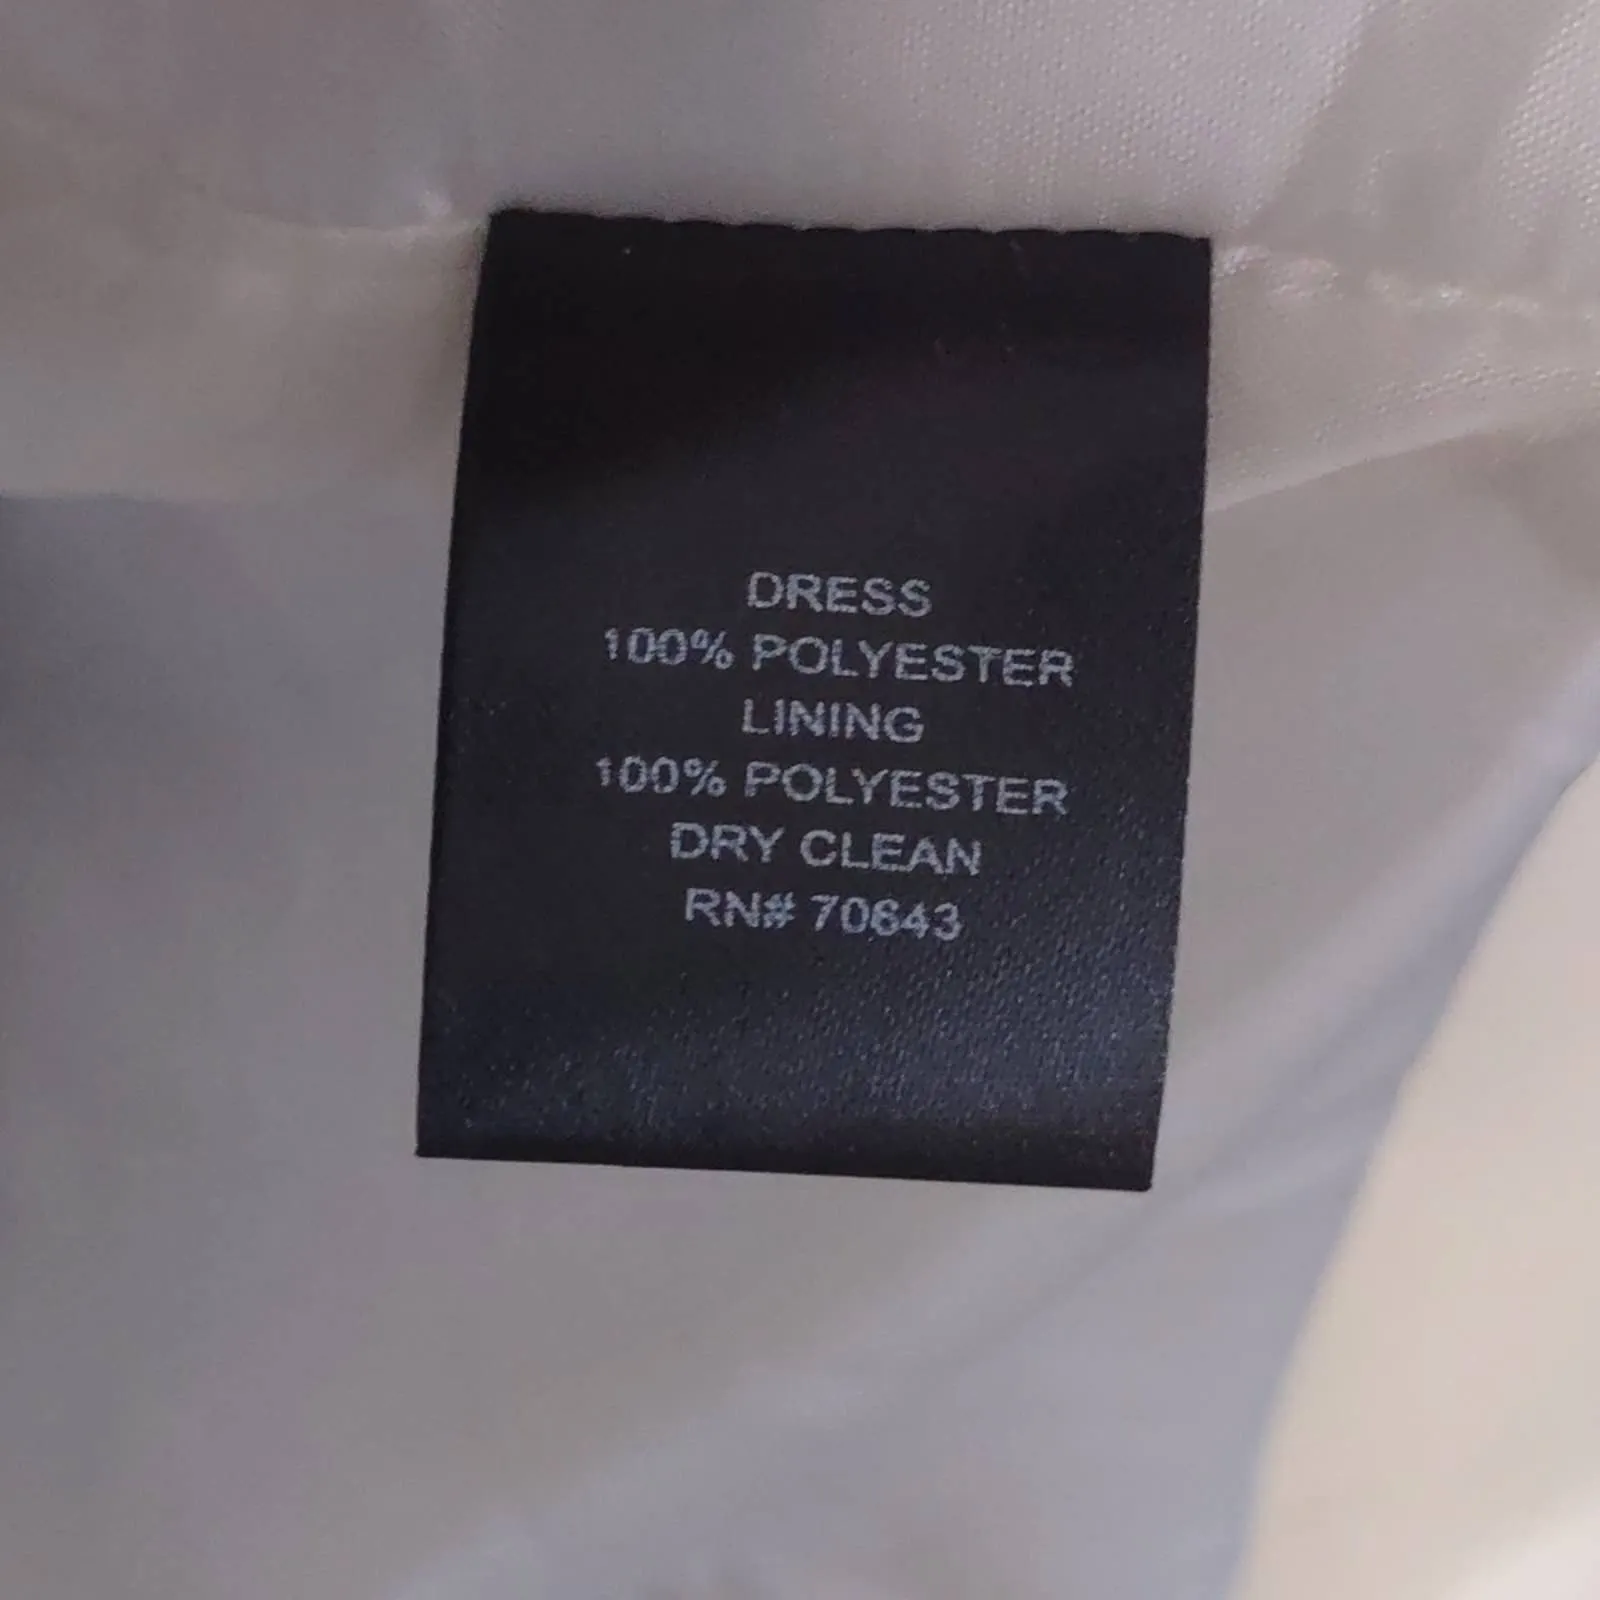 DRESS
100% POLYESTER
LINING
100% POLYESTER
DRY CLEAN
RN# 70643